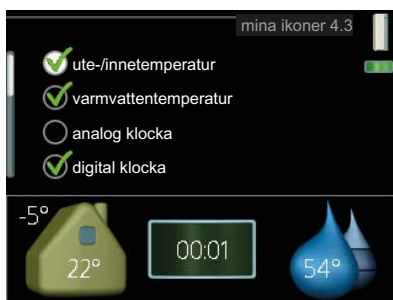 mina ikoner 4.3
ute-/innetemperatur
varmvattentemperatur
analog klocka
digital klocka
-5°
22°
00:01
54°